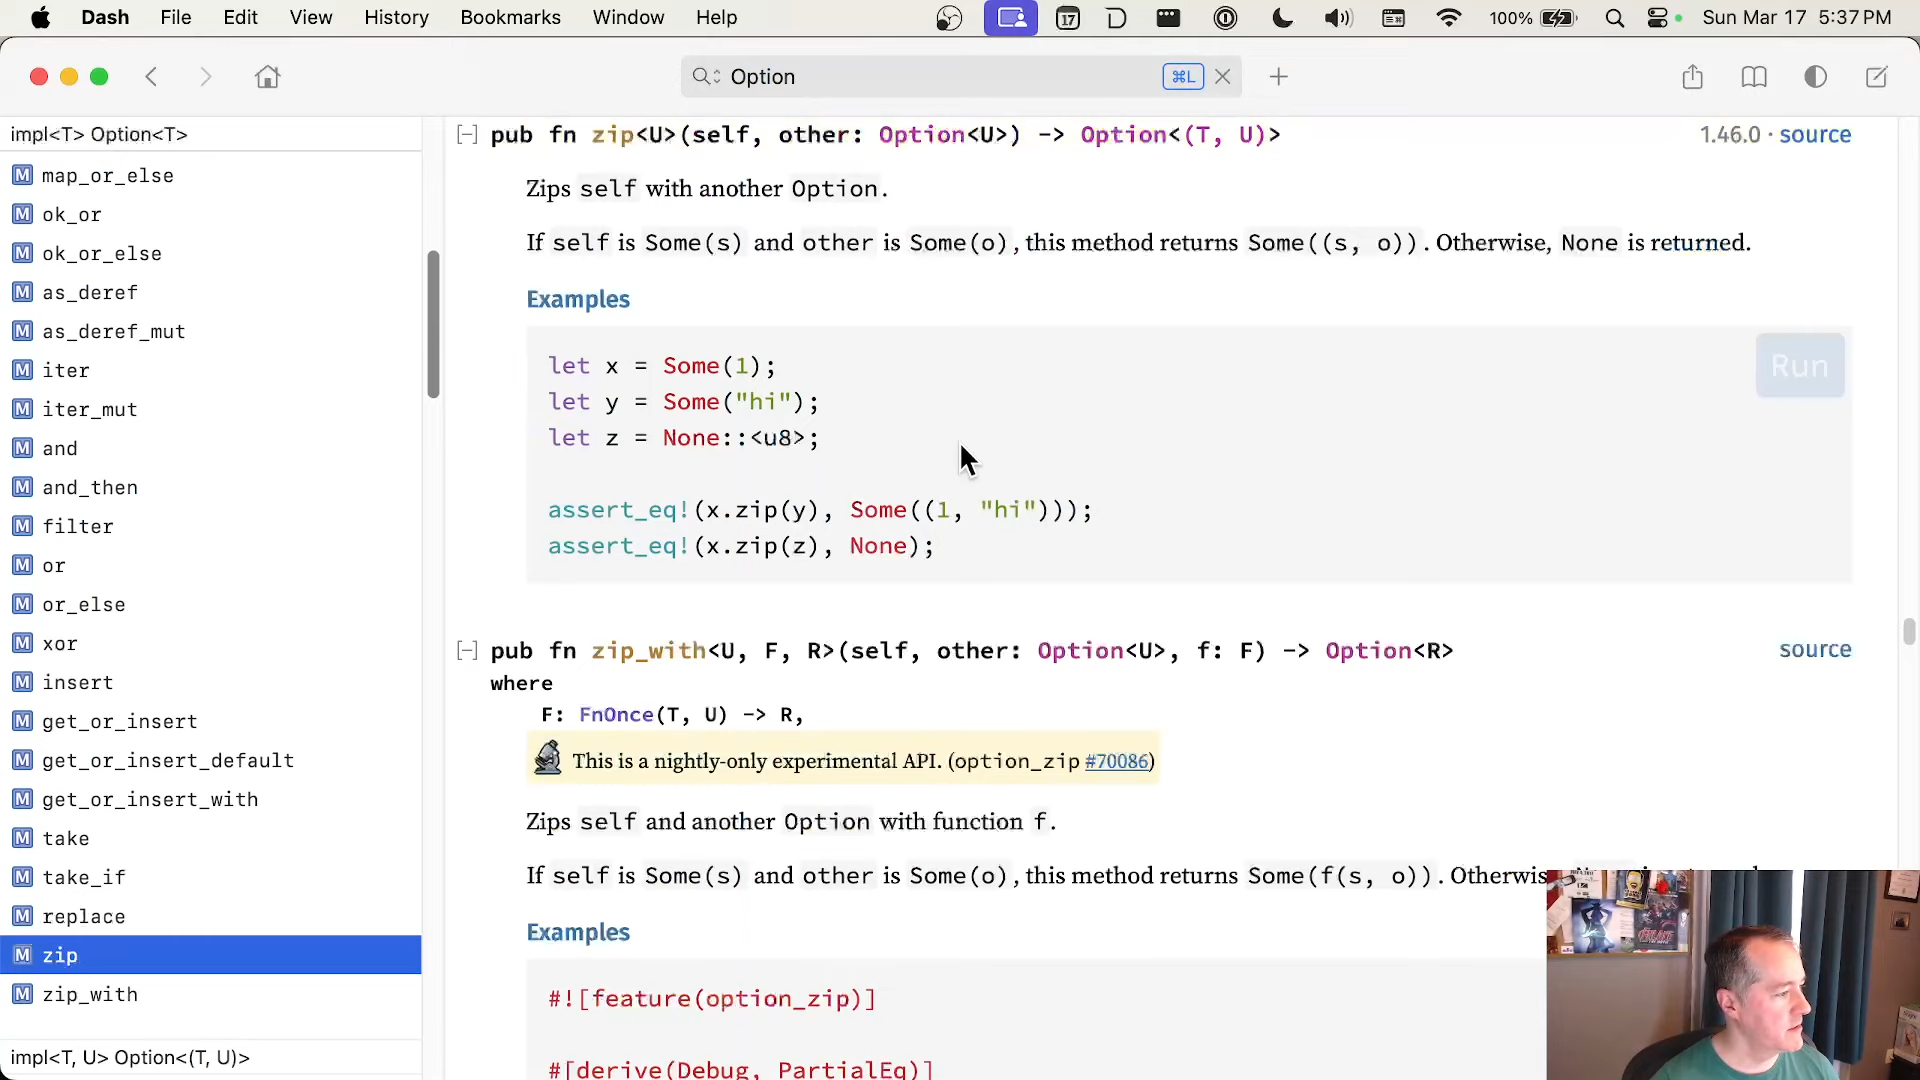 Dash File Edit View History Bookmarks Window Help 17 100% Sun Mar 17 5:37 PM
Option ⌘L
impl<T> Option<T>
map_or_else
ok_or
ok_or_else
as_deref
as_deref_mut
iter
iter_mut
and
and_then
filter
or
or_else
xor
insert
get_or_insert
get_or_insert_default
get_or_insert_with
take
take_if
replace
zip
zip_with
impl<T, U> Option<(T, U)>
[-] pub fn zip<U>(self, other: Option<U>) -> Option<(T, U)> 1.46.0 · source
Zips self with another Option.
If self is Some(s) and other is Some(o), this method returns Some((s, o)). Otherwise, None is returned.
Examples
Run
let x = Some(1);
let y = Some("hi");
let z = None::<u8>;
assert_eq!(x.zip(y), Some((1, "hi")));
assert_eq!(x.zip(z), None);
[-] pub fn zip_with<U, F, R>(self, other: Option<U>, f: F) -> Option<R> source
where
F: FnOnce(T, U) -> R,
This is a nightly-only experimental API. (option_zip #70086)
Zips self and another Option with function f.
If self is Some(s) and other is Some(o), this method returns Some(f(s, o)). Otherwis
Examples
#![feature(option_zip)]
#[derive(Debug, PartialEq)]